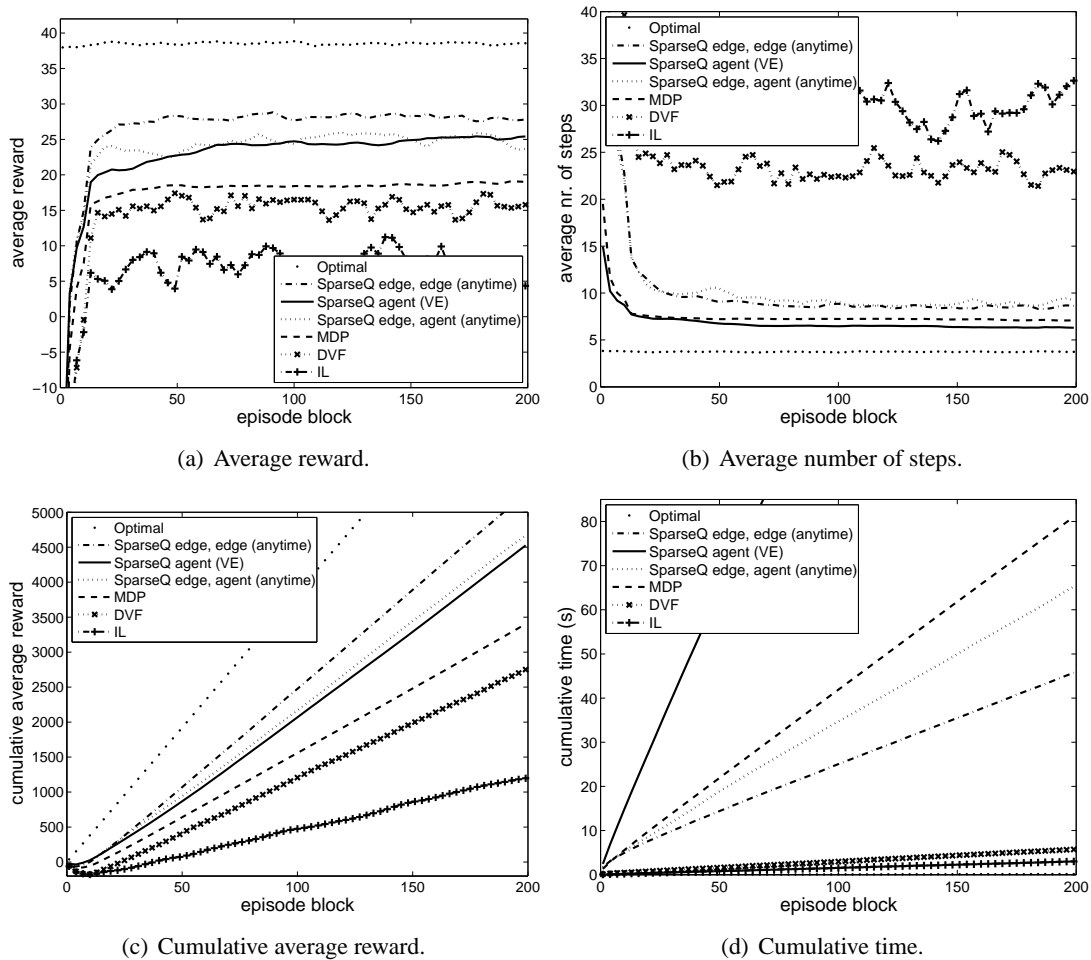 average reward
40
35
30
25
20
15
10
5
0
−5
−10
0
50
100
150
200
episode block
Optimal
SparseQ edge, edge (anytime)
SparseQ agent (VE)
SparseQ edge, agent (anytime)
MDP
DVF
IL
(a) Average reward.
average nr. of steps
40
35
30
25
20
15
10
5
0
0
50
100
150
200
episode block
Optimal
SparseQ edge, edge (anytime)
SparseQ agent (VE)
SparseQ edge, agent (anytime)
MDP
DVF
IL
(b) Average number of steps.
cumulative average reward
5000
4500
4000
3500
3000
2500
2000
1500
1000
500
0
0
50
100
150
200
episode block
Optimal
SparseQ edge, edge (anytime)
SparseQ agent (VE)
SparseQ edge, agent (anytime)
MDP
DVF
IL
(c) Cumulative average reward.
cumulative time (s)
80
70
60
50
40
30
20
10
0
0
50
100
150
200
episode block
Optimal
SparseQ edge, edge (anytime)
SparseQ agent (VE)
SparseQ edge, agent (anytime)
MDP
DVF
IL
(d) Cumulative time.